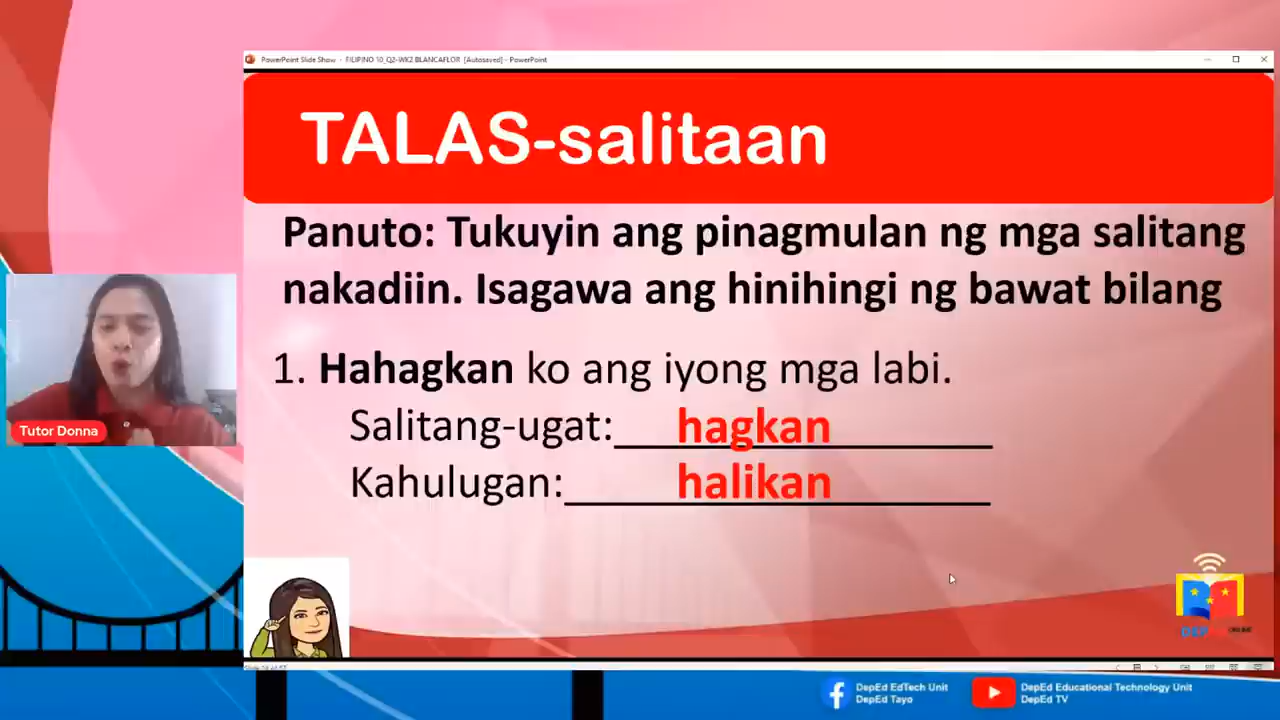 PowerPoint Slide Show - FILIPINO 10_Q2-WK2 BLANCAFLOR [Autosaved] - PowerPoint
TALAS-salitaan
Panuto: Tukuyin ang pinagmulan ng mga salitang
nakadiin. Isagawa ang hinihingi ng bawat bilang
1. Hahagkan ko ang iyong mga labi.
Salitang-ugat: hagkan
Kahulugan: halikan
Tutor Donna
DepEd EdTech Unit
DepEd Tayo
DepEd Educational Technology Unit
DepEd TV